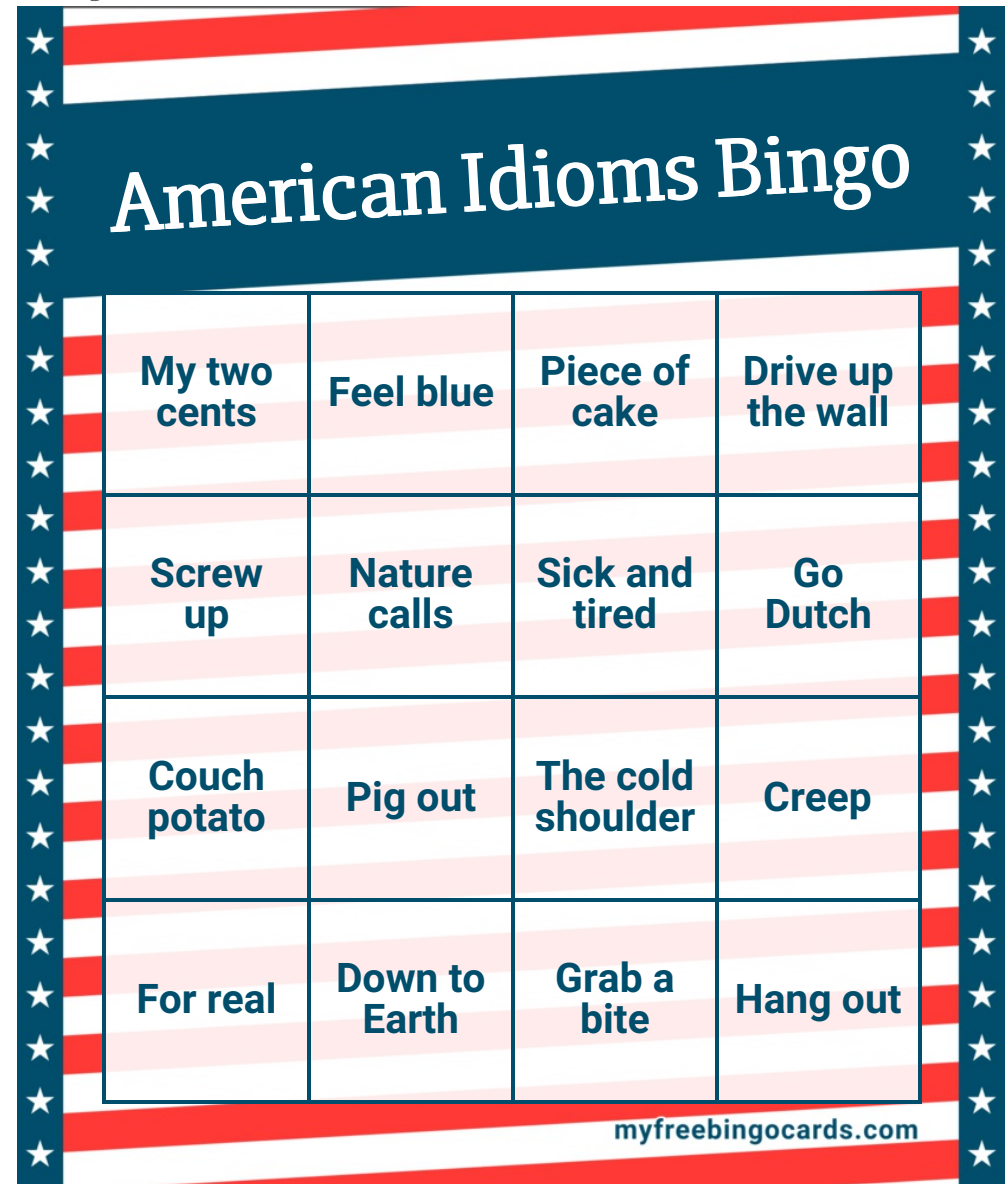 American Idioms Bingo
My two
cents
Feel blue
Piece of
cake
Drive up
the wall
Screw
up
Nature
calls
Sick and
tired
Go
Dutch
Couch
potato
Pig out
The cold
shoulder
Creep
For real
Down to
Earth
Grab a
bite
Hang out
myfreebingocards.com